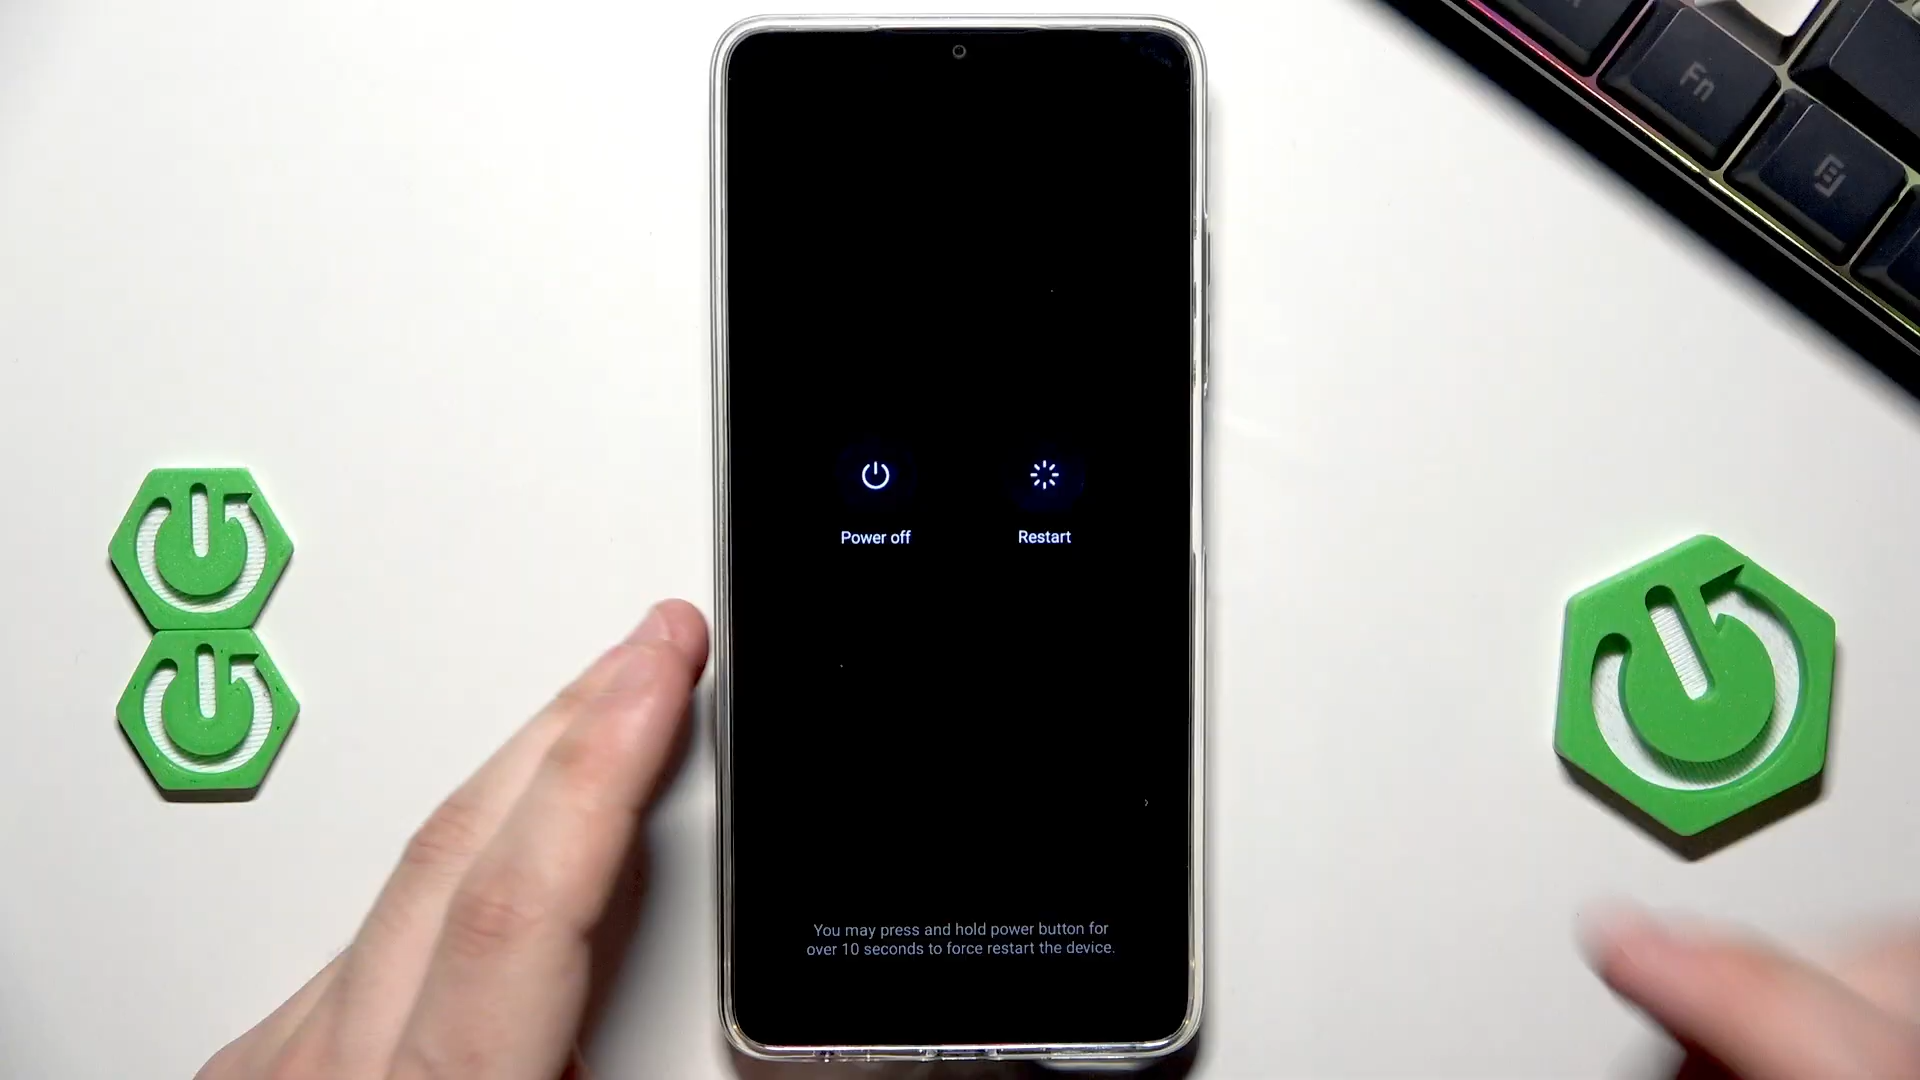 Fn
Power off
Restart
You may press and hold power button for
over 10 seconds to force restart the device.